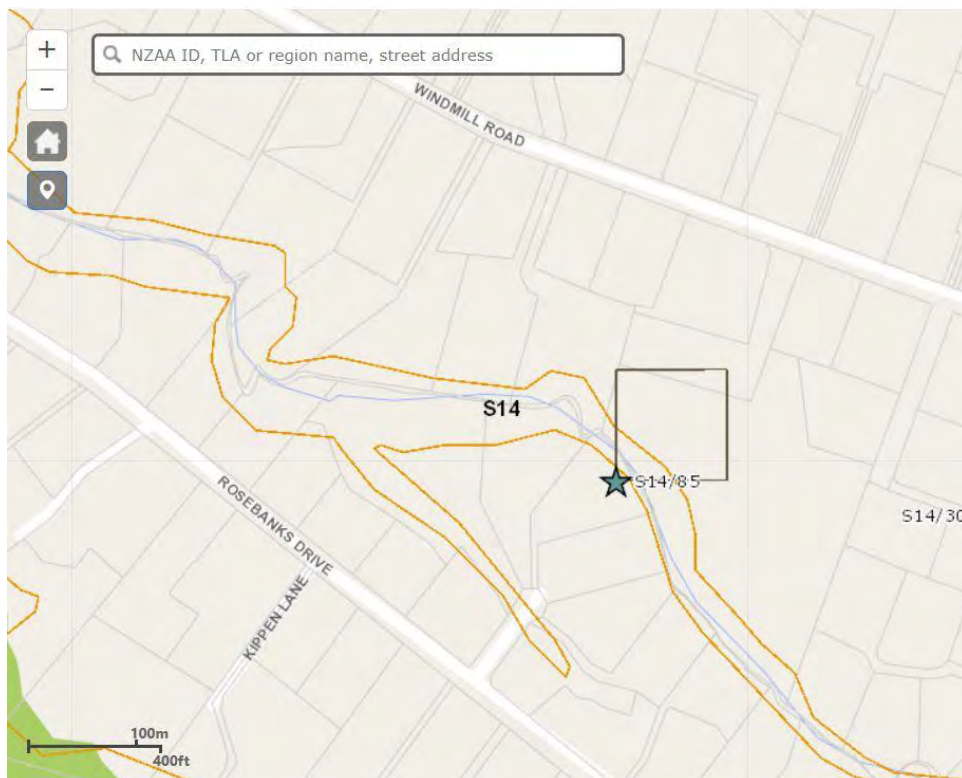 +
NZAA ID, TLA or region name, street address
−
WINDMILL ROAD
S14
S14/85
S14/30
ROSEBANKS DRIVE
KIPPEN LANE
100m
400ft